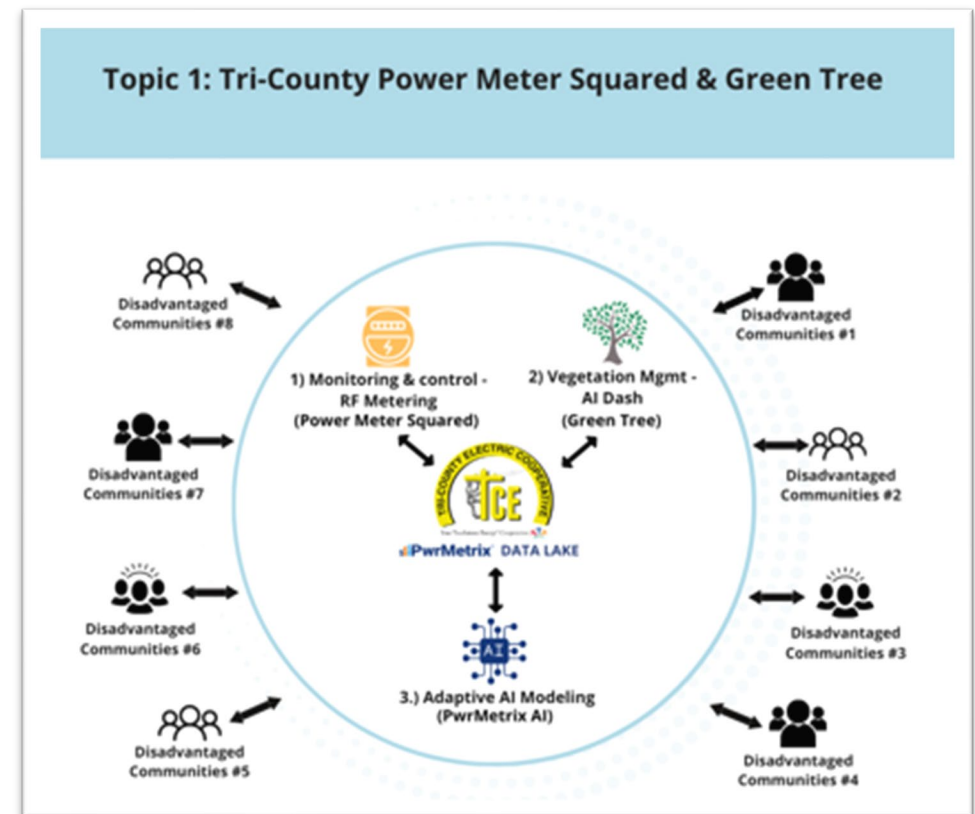 Topic 1: Tri-County Power Meter Squared & Green Tree
Disadvantaged
Communities #8
Disadvantaged
Communities #1
1) Monitoring & control -
RF Metering
(Power Meter Squared)
2) Vegetation Mgmt -
AI Dash
(Green Tree)
Disadvantaged
Communities #7
Disadvantaged
Communities #2
TRI-COUNTY ELECTRIC COOPERATIVE
TCE
PwrMetrix DATA LAKE
Disadvantaged
Communities #6
Disadvantaged
Communities #3
AI
3.) Adaptive AI Modeling
(PwrMetrix AI)
Disadvantaged
Communities #5
Disadvantaged
Communities #4